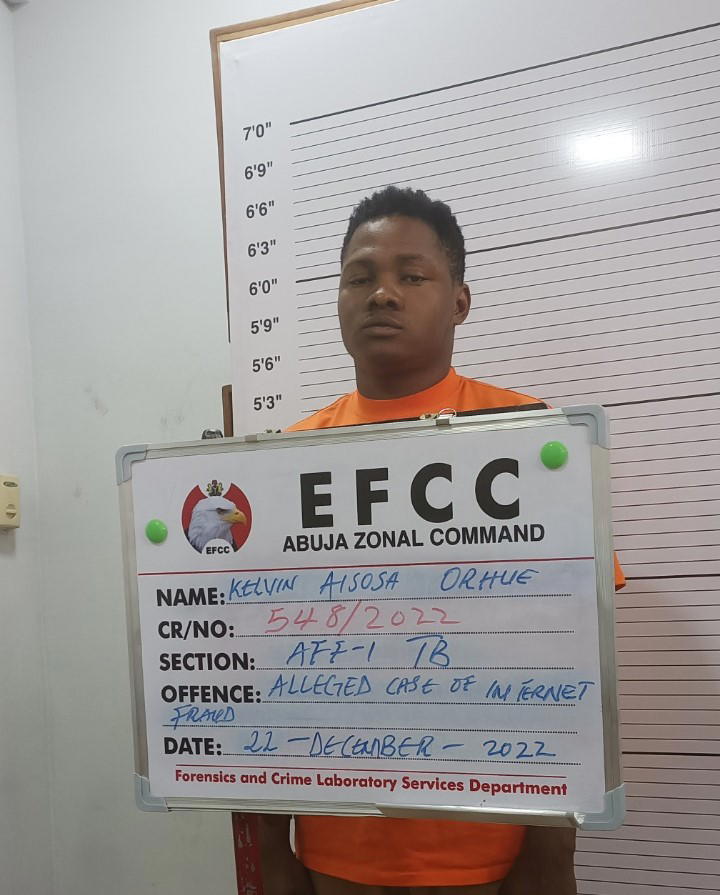 7'0"
6'9"
6'6"
6'3"
6'0"
5'9"
5'6"
5'3"
EFCC
EFCC
ABUJA ZONAL COMMAND
NAME: KELVIN AISOSA ORHUE
CR/NO: 548/2022
SECTION: AFF-1 TB
OFFENCE: ALLEGED CASE OF INTERNET
FRAUD
DATE: 22-DECEMBER-2022
Forensics and Crime Laboratory Services Department